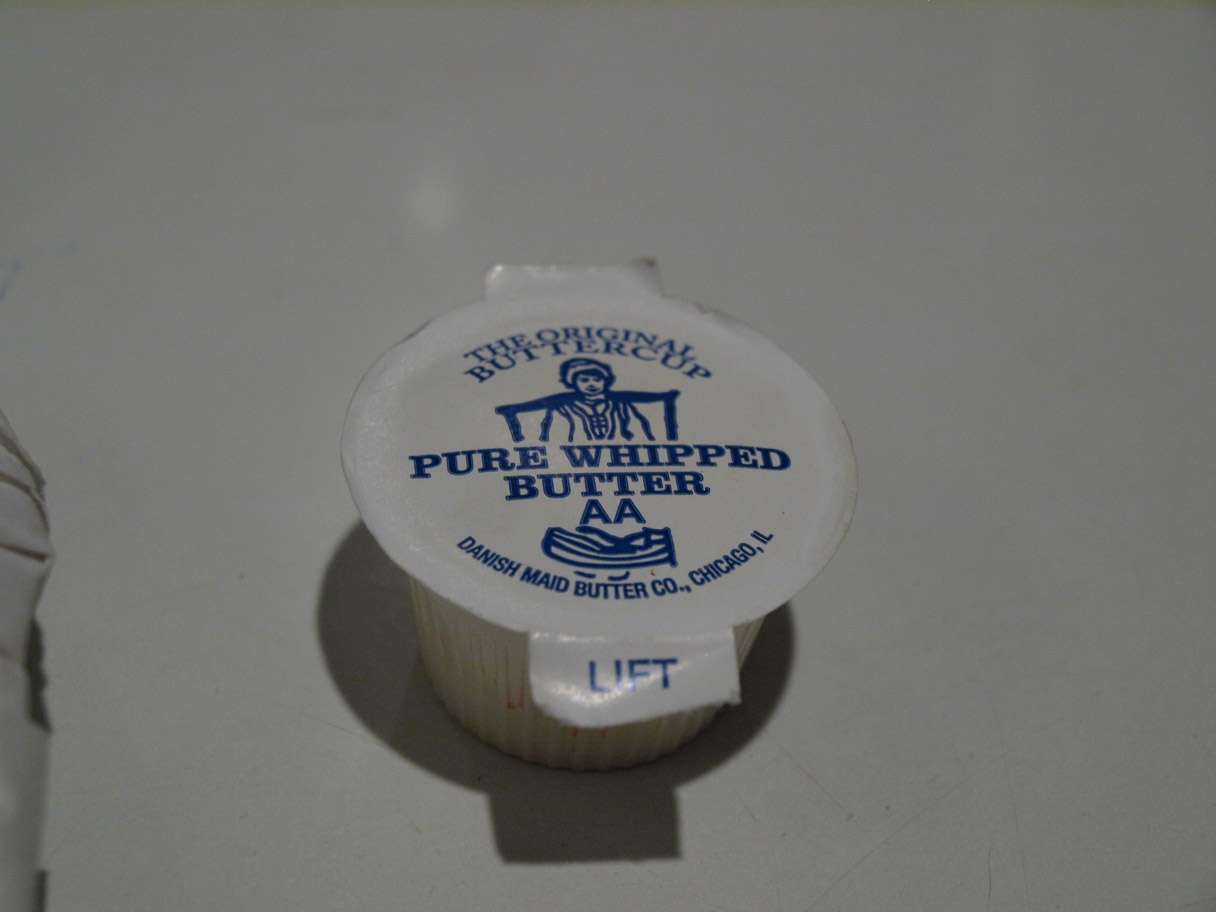 THE ORIGINAL
BUTTERCUP
PURE WHIPPED
BUTTER
AA
DANISH MAID BUTTER CO., CHICAGO, IL
LIFT